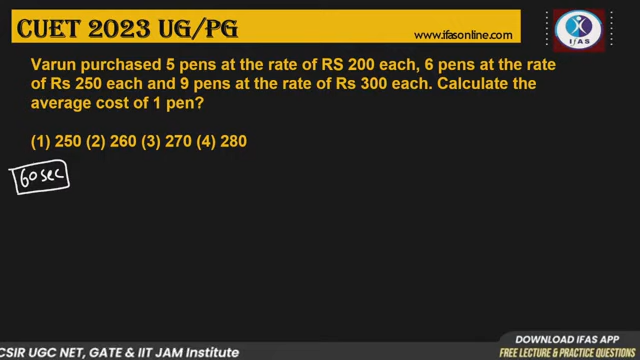 CUET 2023 UG/PG
www.ifasonline.com
IFAS
Varun purchased 5 pens at the rate of RS 200 each, 6 pens at the rate
of Rs 250 each and 9 pens at the rate of Rs 300 each. Calculate the
average cost of 1 pen?
(1) 250 (2) 260 (3) 270 (4) 280
60 sec
DOWNLOAD IFAS APP
CSIR UGC NET, GATE & IIT JAM Institute
FREE LECTURE & PRACTICE QUESTIONS